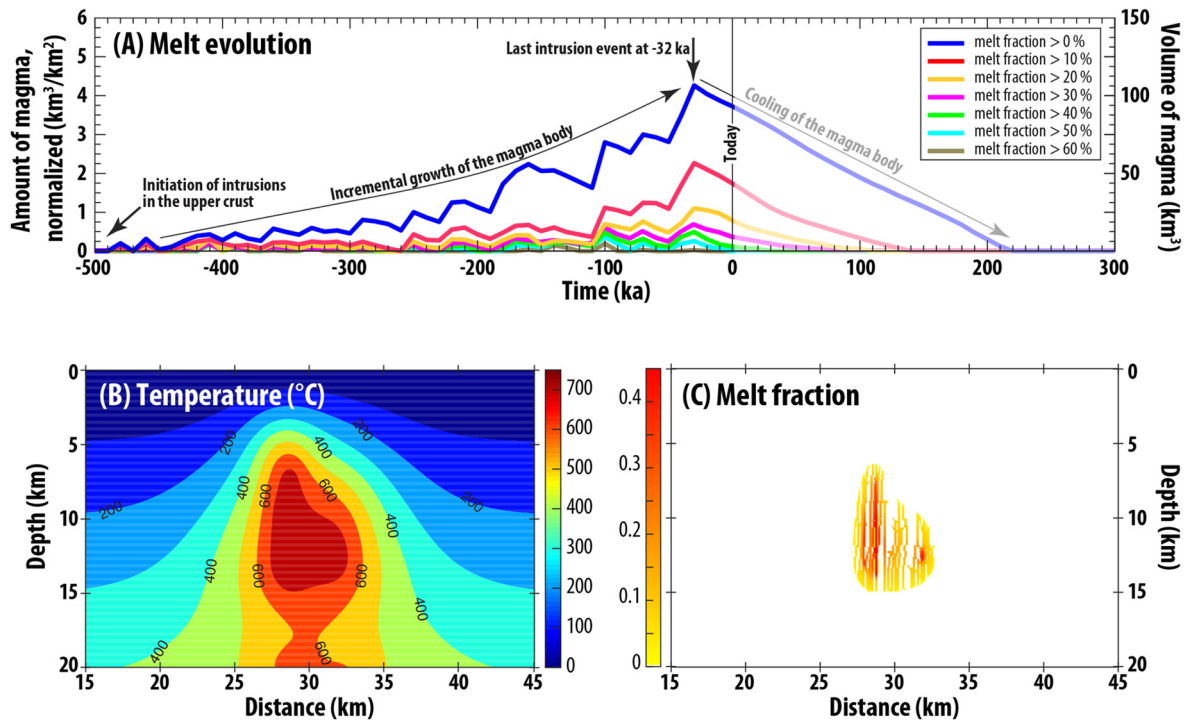 (A) Melt evolution
Amount of magma,
normalized (km³/km²)
6
5
4
3
2
1
0
Last intrusion event at -32 ka
Initiation of intrusions
in the upper crust
Incremental growth of the magma body
Today
Cooling of the magma body
melt fraction > 0 %
melt fraction > 10 %
melt fraction > 20 %
melt fraction > 30 %
melt fraction > 40 %
melt fraction > 50 %
melt fraction > 60 %
150
100
50
0
Volume of magma
(km³)
-500 -400 -300 -200 -100 0 100 200 300
Time (ka)
(B) Temperature (°C)
Depth (km)
0
5
10
15
20
200
200
200
200
400
400
400
400
400
400
400
600
600
600
600
600
15 20 25 30 35 40 45
Distance (km)
700
600
500
400
300
200
100
0
(C) Melt fraction
0.4
0.3
0.2
0.1
0
0
5
10
15
20
Depth (km)
15 20 25 30 35 40 45
Distance (km)